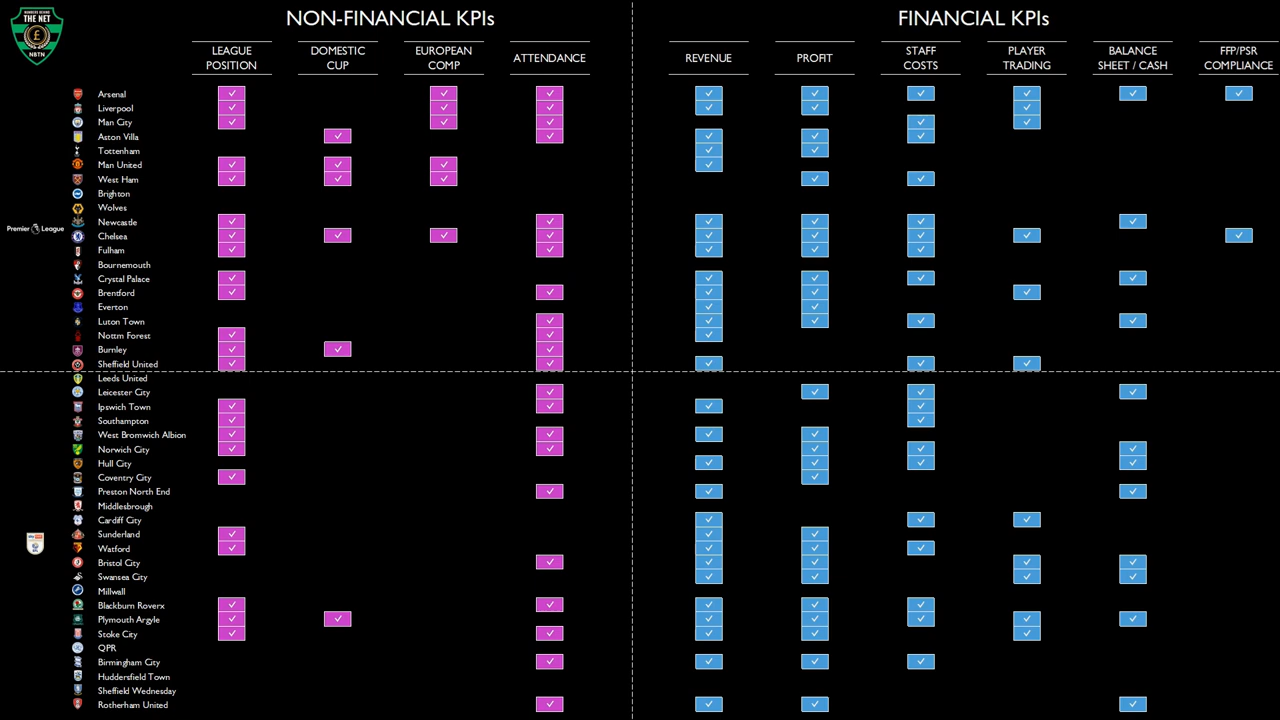 NUMBERS BEHIND
THE NET
£
NBTN
NON-FINANCIAL KPIs
FINANCIAL KPIs
LEAGUE
POSITION
DOMESTIC
CUP
EUROPEAN
COMP
ATTENDANCE
REVENUE
PROFIT
STAFF
COSTS
PLAYER
TRADING
BALANCE
SHEET / CASH
FFP/PSR
COMPLIANCE
Arsenal
Liverpool
Man City
Aston Villa
Tottenham
Man United
West Ham
Brighton
Wolves
Newcastle
Premier League
Chelsea
Fulham
Bournemouth
Crystal Palace
Brentford
Everton
Luton Town
Nottm Forest
Burnley
Sheffield United
Leeds United
Leicester City
Ipswich Town
Southampton
West Bromwich Albion
Norwich City
Hull City
Coventry City
Preston North End
Middlesbrough
Cardiff City
Sunderland
Watford
Bristol City
Swansea City
Millwall
Blackburn Roverx
Plymouth Argyle
Stoke City
QPR
Birmingham City
Huddersfield Town
Sheffield Wednesday
Rotherham United